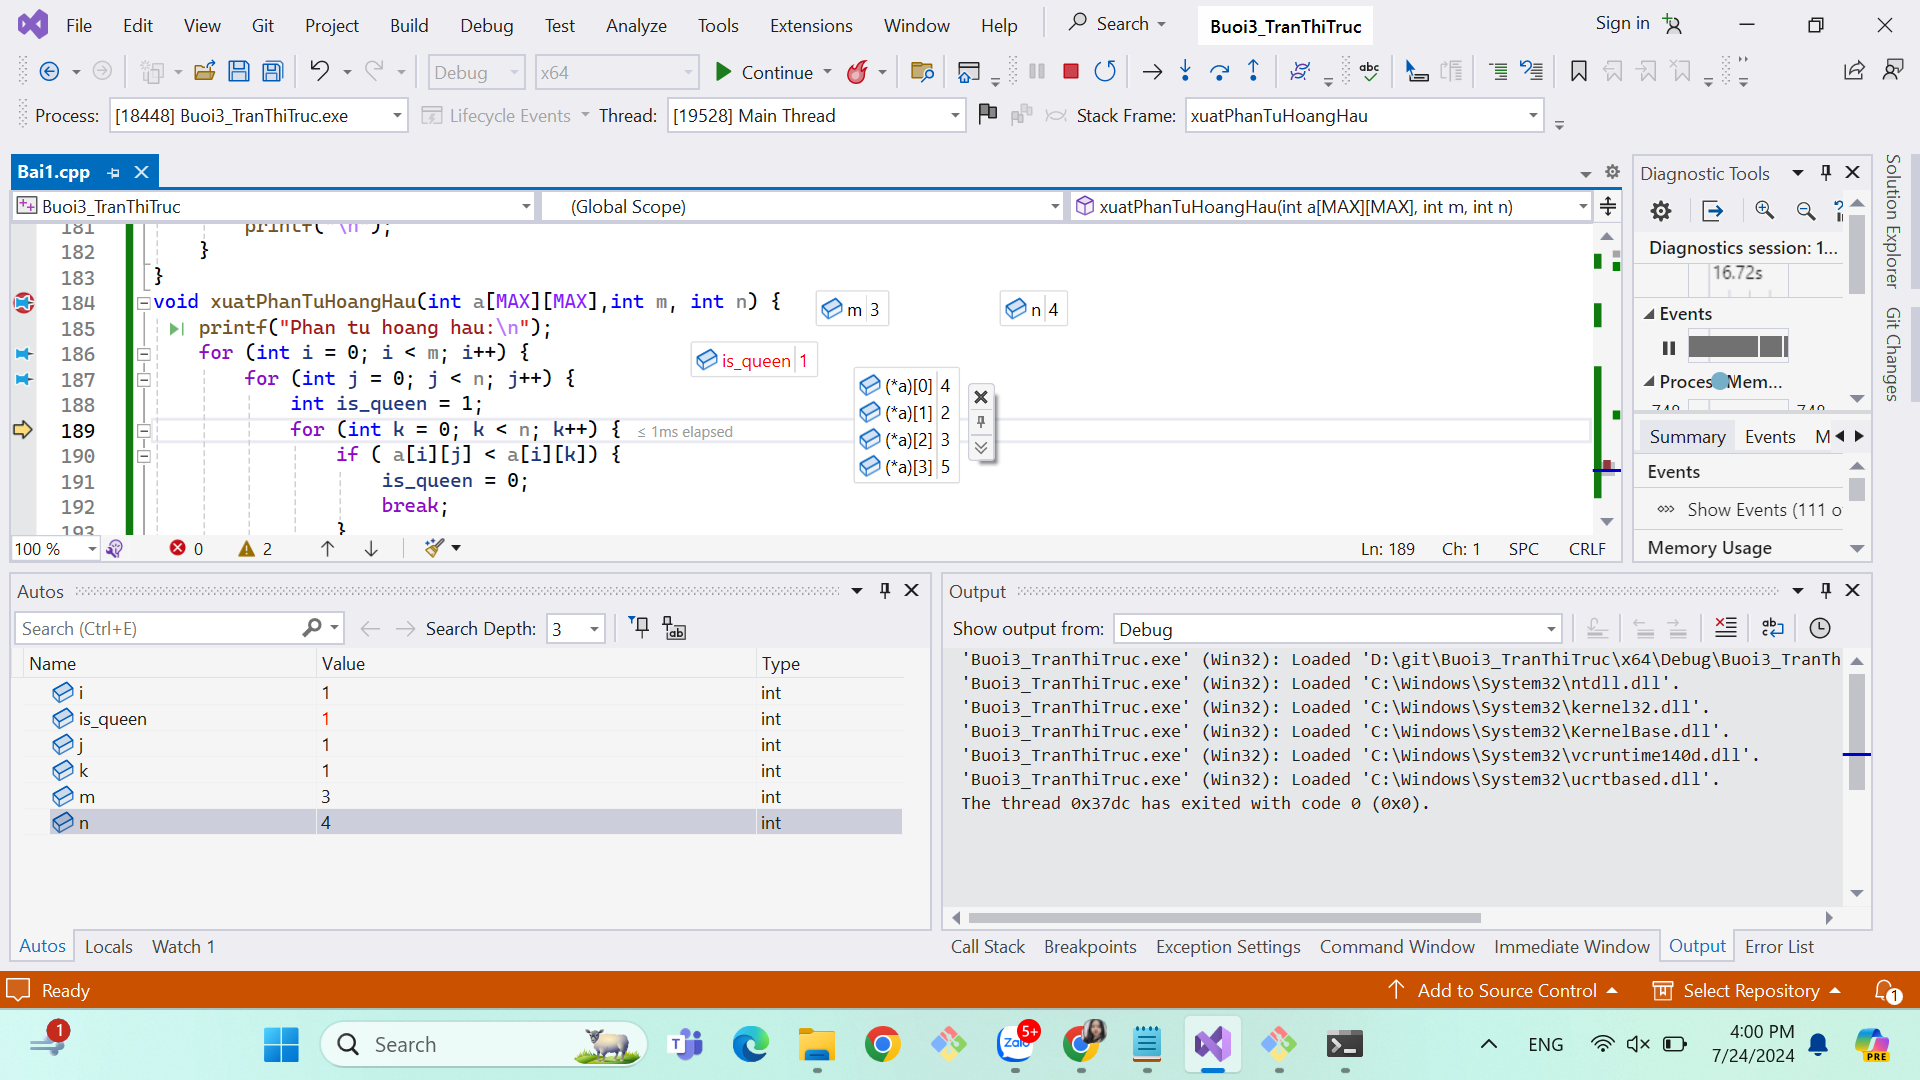 File Edit View Git Project Build Debug Test Analyze Tools Extensions Window Help Search Buoi3_TranThiTruc Sign in
Debug x64 Continue
Process: [18448] Buoi3_TranThiTruc.exe Lifecycle Events Thread: [19528] Main Thread Stack Frame: xuatPhanTuHoangHau
Bai1.cpp
Buoi3_TranThiTruc (Global Scope) xuatPhanTuHoangHau(int a[MAX][MAX], int m, int n)
181 printf("\n");
182 }
183 }
184 void xuatPhanTuHoangHau(int a[MAX][MAX],int m, int n) {
185 printf("Phan tu hoang hau:\n");
186 for (int i = 0; i < m; i++) {
187 for (int j = 0; j < n; j++) {
188 int is_queen = 1;
189 for (int k = 0; k < n; k++) { ≤ 1ms elapsed
190 if ( a[i][j] < a[i][k]) {
191 is_queen = 0;
192 break;
193 }
m 3
n 4
is_queen 1
(*a)[0] 4
(*a)[1] 2
(*a)[2] 3
(*a)[3] 5
100 % 0 2 Ln: 189 Ch: 1 SPC CRLF
Diagnostic Tools
Diagnostics session: 1...
16.72s
Events
Process Mem...
748 748
Summary Events M
Events
Show Events (111 o
Memory Usage
Solution Explorer
Git Changes
Autos
Search (Ctrl+E) Search Depth: 3
Name Value Type
i 1 int
is_queen 1 int
j 1 int
k 1 int
m 3 int
n 4 int
Autos Locals Watch 1
Output
Show output from: Debug
'Buoi3_TranThiTruc.exe' (Win32): Loaded 'D:\git\Buoi3_TranThiTruc\x64\Debug\Buoi3_TranTh
'Buoi3_TranThiTruc.exe' (Win32): Loaded 'C:\Windows\System32\ntdll.dll'.
'Buoi3_TranThiTruc.exe' (Win32): Loaded 'C:\Windows\System32\kernel32.dll'.
'Buoi3_TranThiTruc.exe' (Win32): Loaded 'C:\Windows\System32\KernelBase.dll'.
'Buoi3_TranThiTruc.exe' (Win32): Loaded 'C:\Windows\System32\vcruntime140d.dll'.
'Buoi3_TranThiTruc.exe' (Win32): Loaded 'C:\Windows\System32\ucrtbased.dll'.
The thread 0x37dc has exited with code 0 (0x0).
Call Stack Breakpoints Exception Settings Command Window Immediate Window Output Error List
Ready Add to Source Control Select Repository 1
1 Search Zalo 5+ ENG 4:00 PM
7/24/2024 PRE